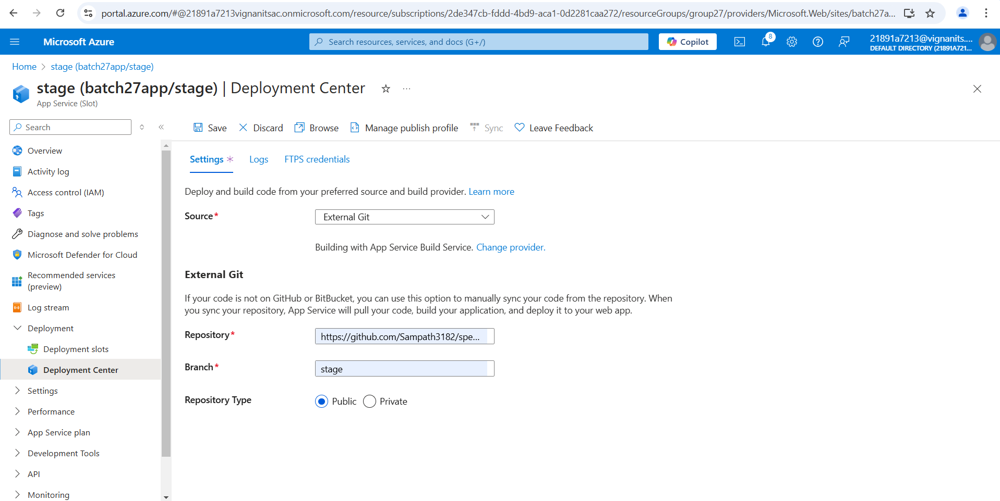 portal.azure.com/#@21891a7213vignanitsac.onmicrosoft.com/resource/subscriptions/2de347cb-fddd-4bd9-aca1-0d2281caa272/resourceGroups/group27/providers/Microsoft.Web/sites/batch27a...
Microsoft Azure
Search resources, services, and docs (G+/)
Copilot
8
21891a7213@vignanits....
DEFAULT DIRECTORY (21891A721...
Home > stage (batch27app/stage)
stage (batch27app/stage) | Deployment Center
...
App Service (Slot)
Search
Save
Discard
Browse
Manage publish profile
Sync
Leave Feedback
Overview
Activity log
Access control (IAM)
Tags
Diagnose and solve problems
Microsoft Defender for Cloud
Recommended services
(preview)
Log stream
Deployment
Deployment slots
Deployment Center
Settings
Performance
App Service plan
Development Tools
API
Monitoring
Settings *
Logs
FTPS credentials
Deploy and build code from your preferred source and build provider. Learn more
Source*
External Git
Building with App Service Build Service. Change provider.
External Git
If your code is not on GitHub or BitBucket, you can use this option to manually sync your code from the repository. When
you sync your repository, App Service will pull your code, build your application, and deploy it to your web app.
Repository*
https://github.com/Sampath3182/spe...
Branch*
stage
Repository Type
Public
Private